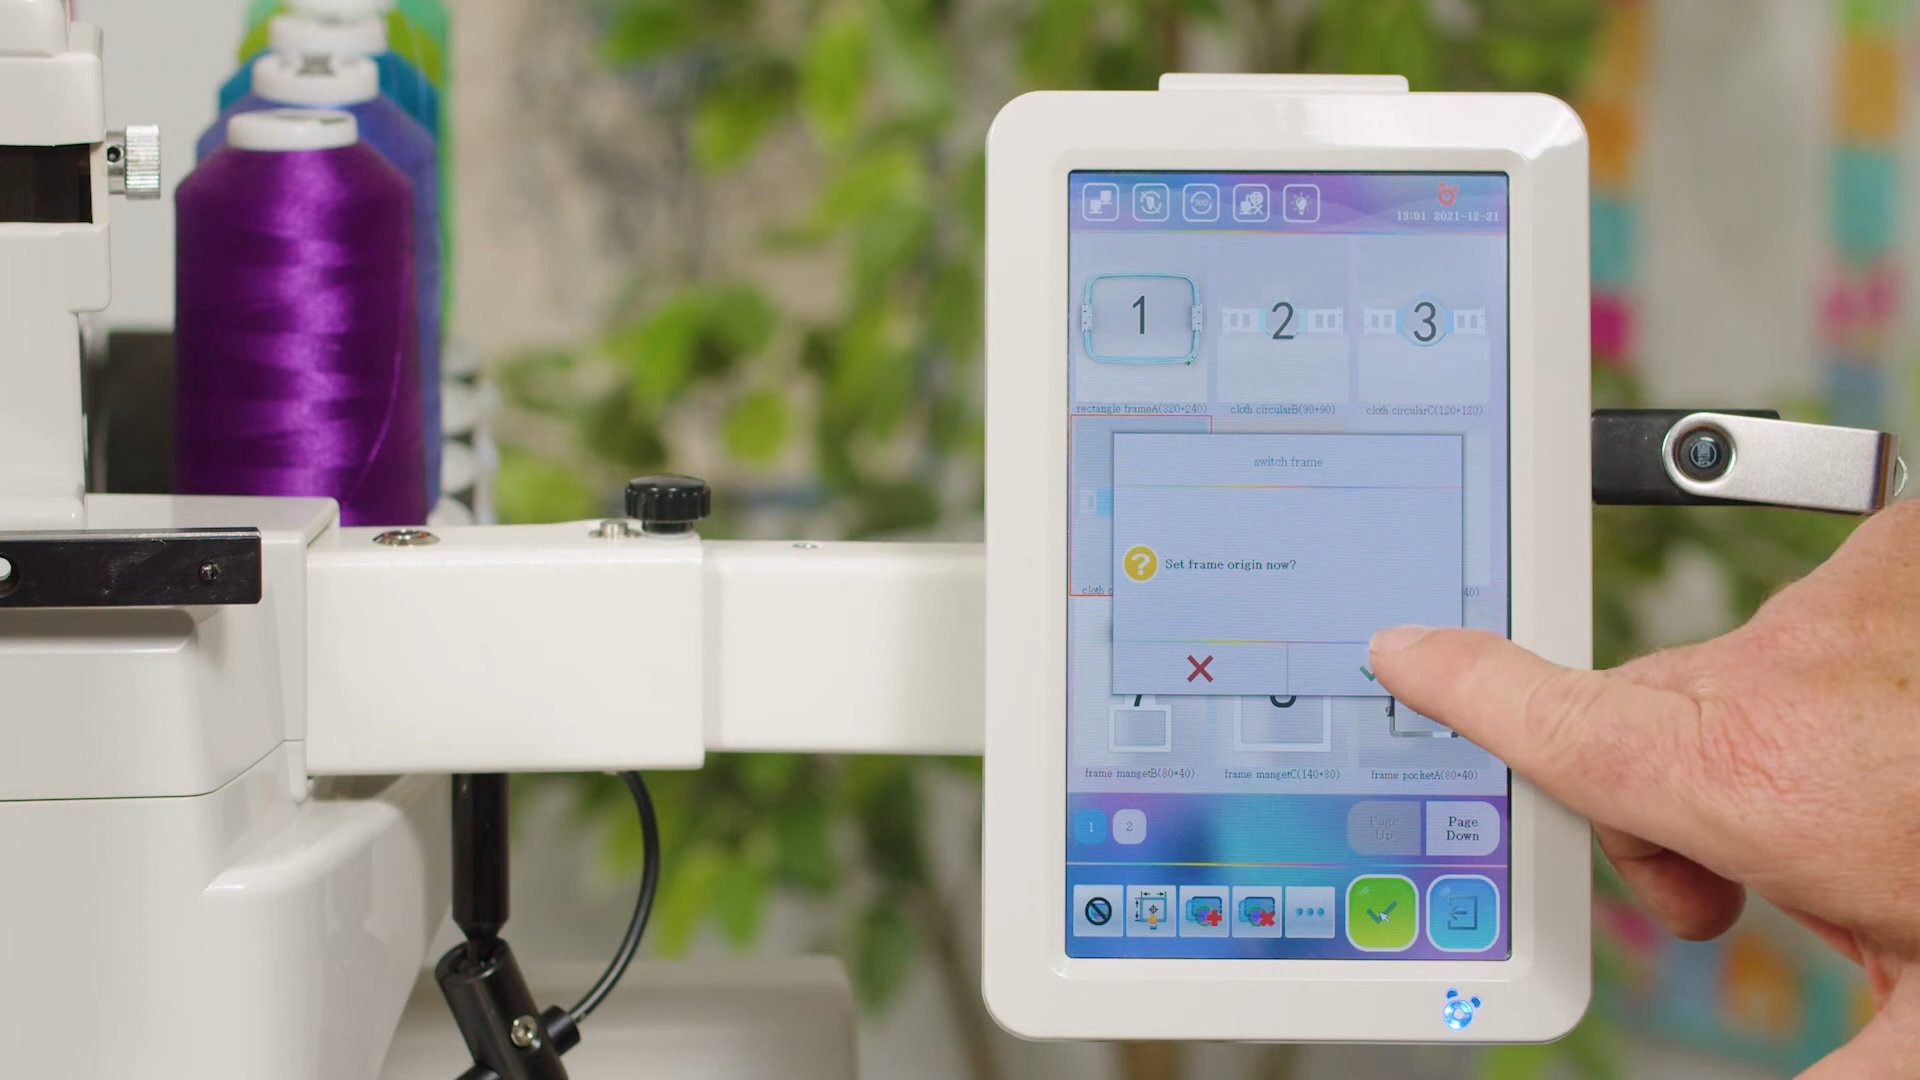 13:01 2021-12-21
1
2
3
rectangle frameA(320*240)
cloth circularB(90*90)
cloth circularC(120*120)
switch frame
Set frame origin now?
cloth
40)
frame mangetB(80*40)
frame mangetC(140*80)
frame pocketA(80*40)
1
2
Page
Up
Page
Down